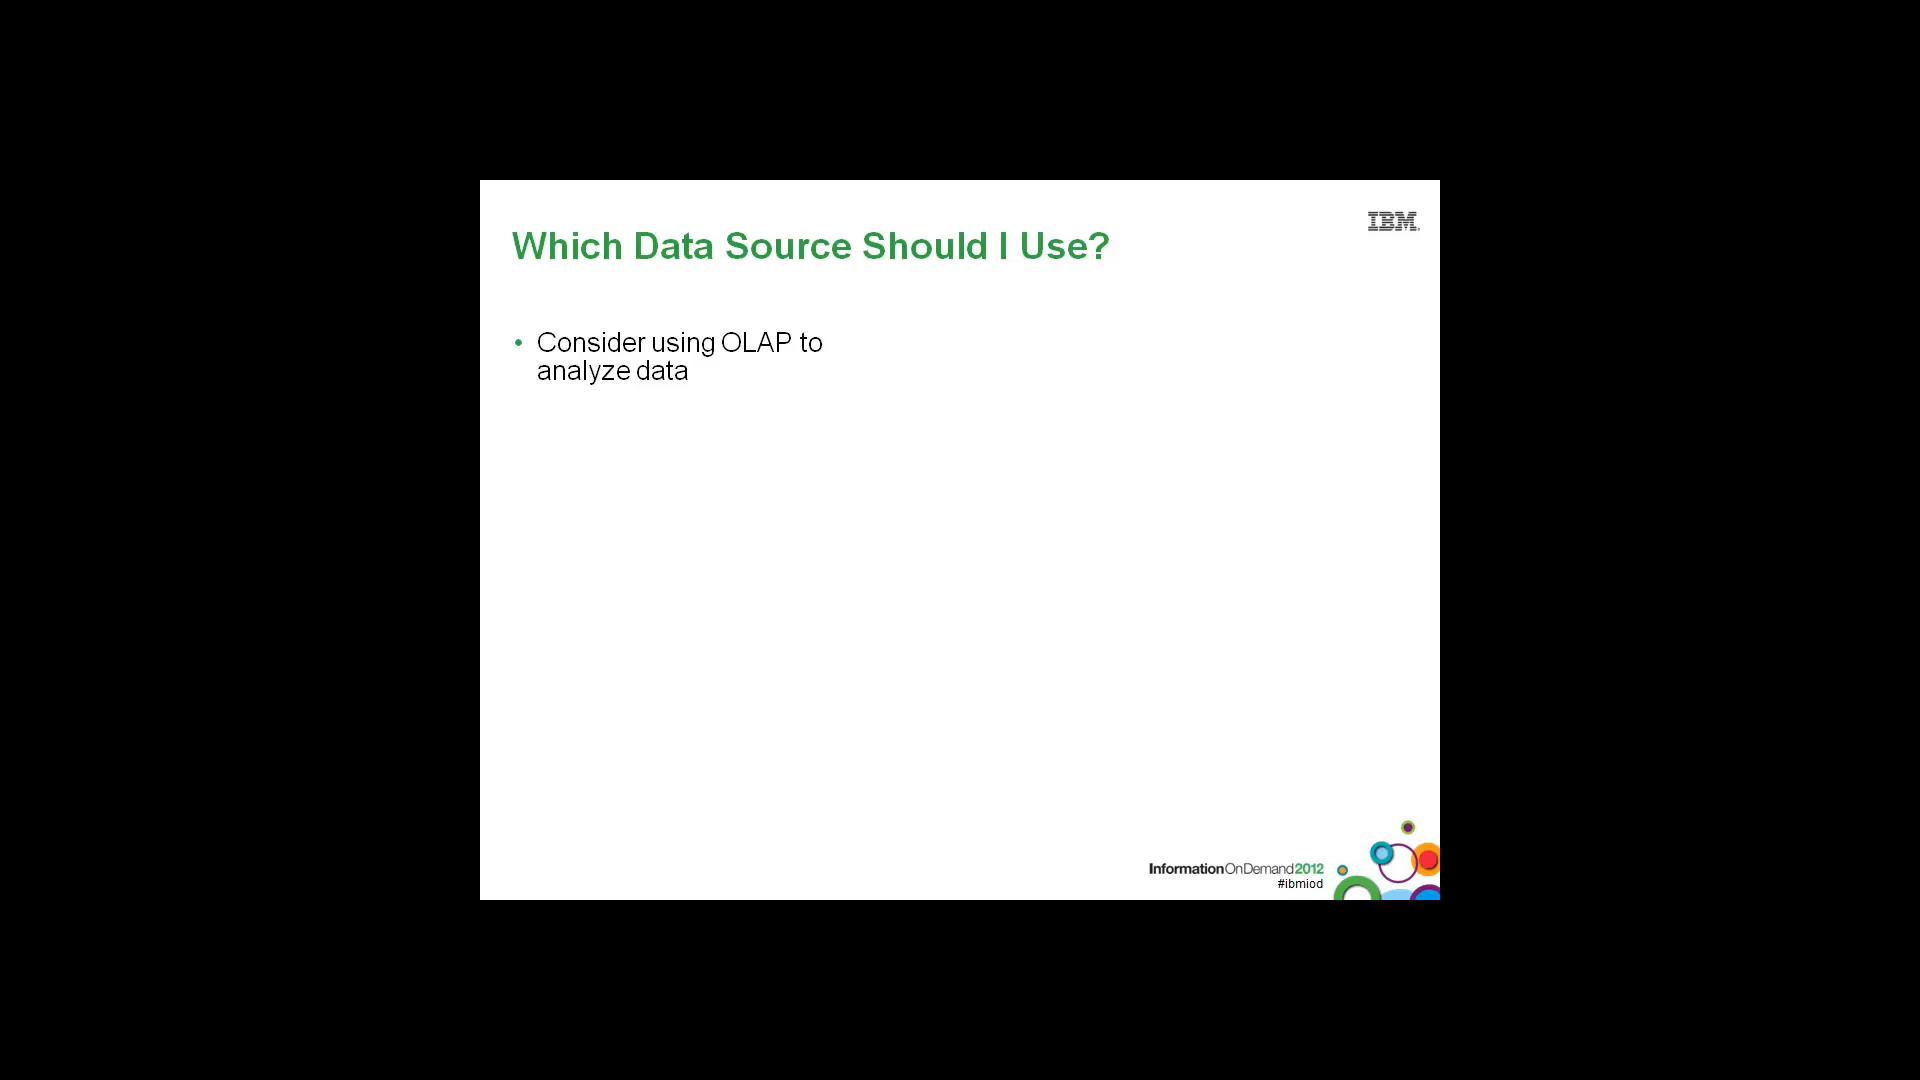 IBM
Which Data Source Should I Use?
• Consider using OLAP to
analyze data
InformationOnDemand2012
#ibmiod